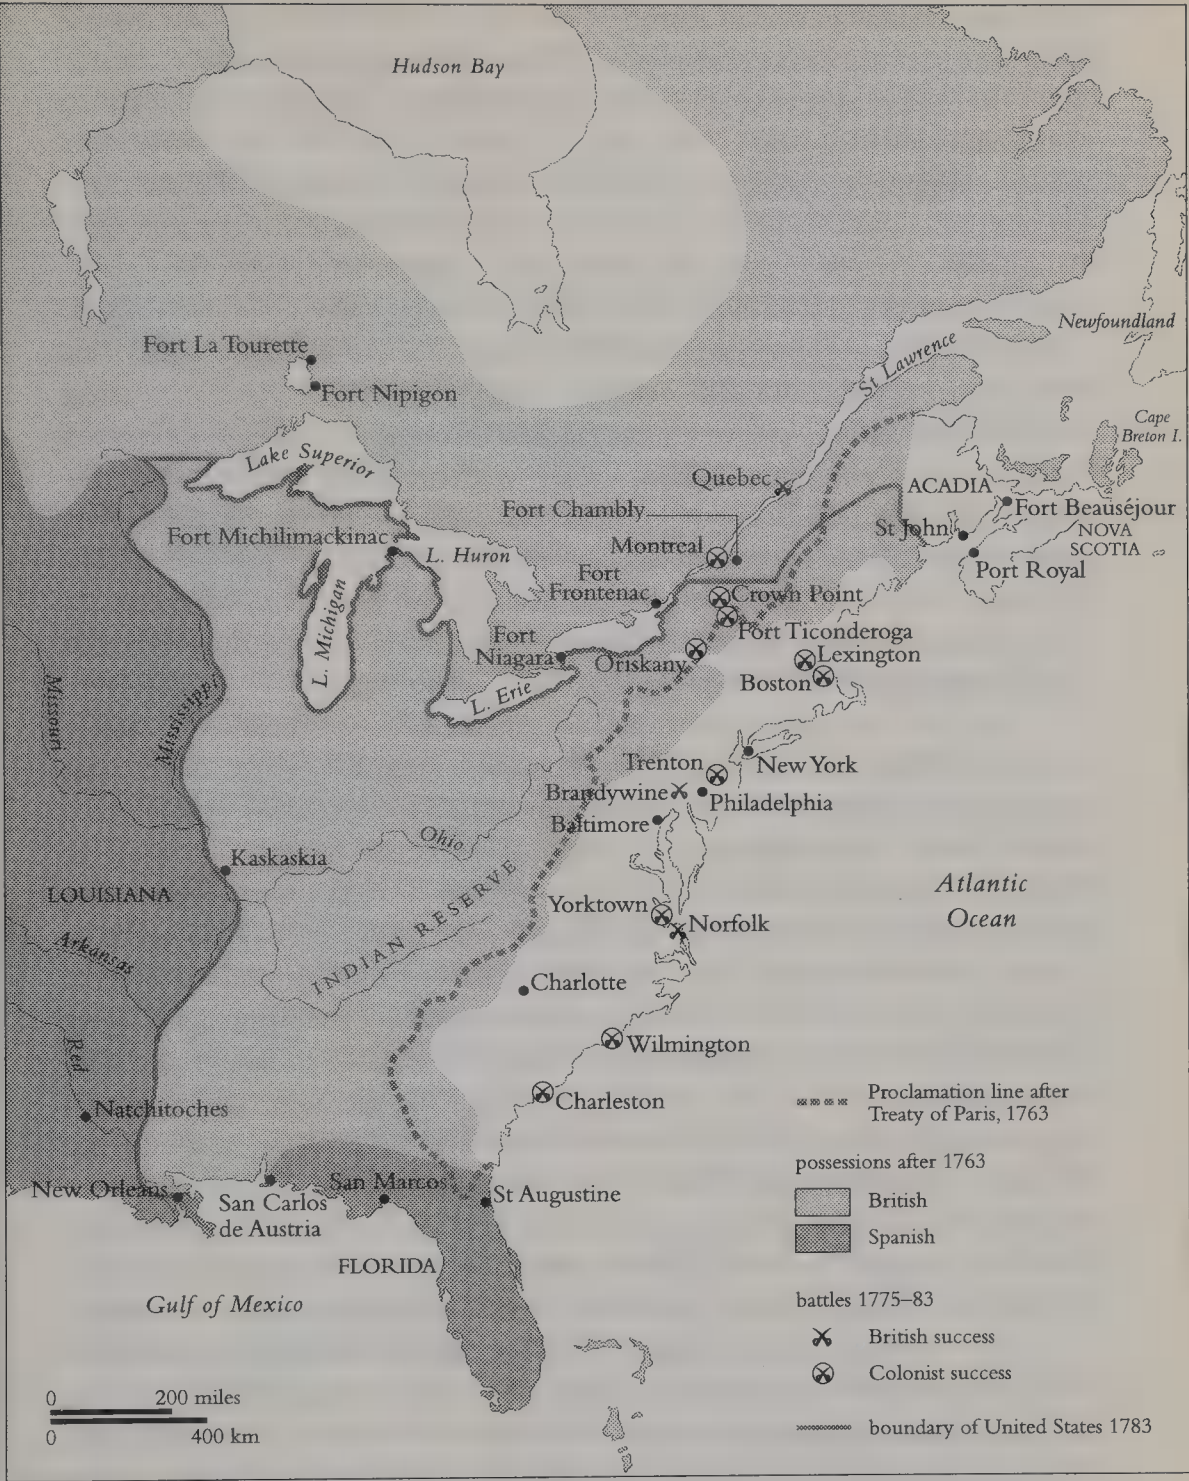 Hudson Bay
Newfoundland
St Lawrence
Fort La Tourette
Fort Nipigon
Cape
Breton I.
Lake Superior
Quebec
ACADIA
Fort Beauséjour
Fort Chambly
St John
NOVA
SCOTIA
Fort Michilimackinac
L. Huron
Montreal
Port Royal
Fort
Frontenac
Crown Point
L. Michigan
Fort Ticonderoga
Fort
Niagara
Oriskany
Lexington
Boston
L. Erie
Missouri
Mississippi
Trenton
New York
Brandywine
Philadelphia
Baltimore
Ohio
Kaskaskia
LOUISIANA
Atlantic
Ocean
INDIAN RESERVE
Yorktown
Norfolk
Arkansas
Charlotte
Red
Wilmington
Natchitoches
Charleston
New Orleans
San Carlos
de Austria
San Marcos
St Augustine
FLORIDA
Gulf of Mexico
Proclamation line after
Treaty of Paris, 1763
possessions after 1763
British
Spanish
battles 1775–83
British success
Colonist success
boundary of United States 1783
0 200 miles
0 400 km